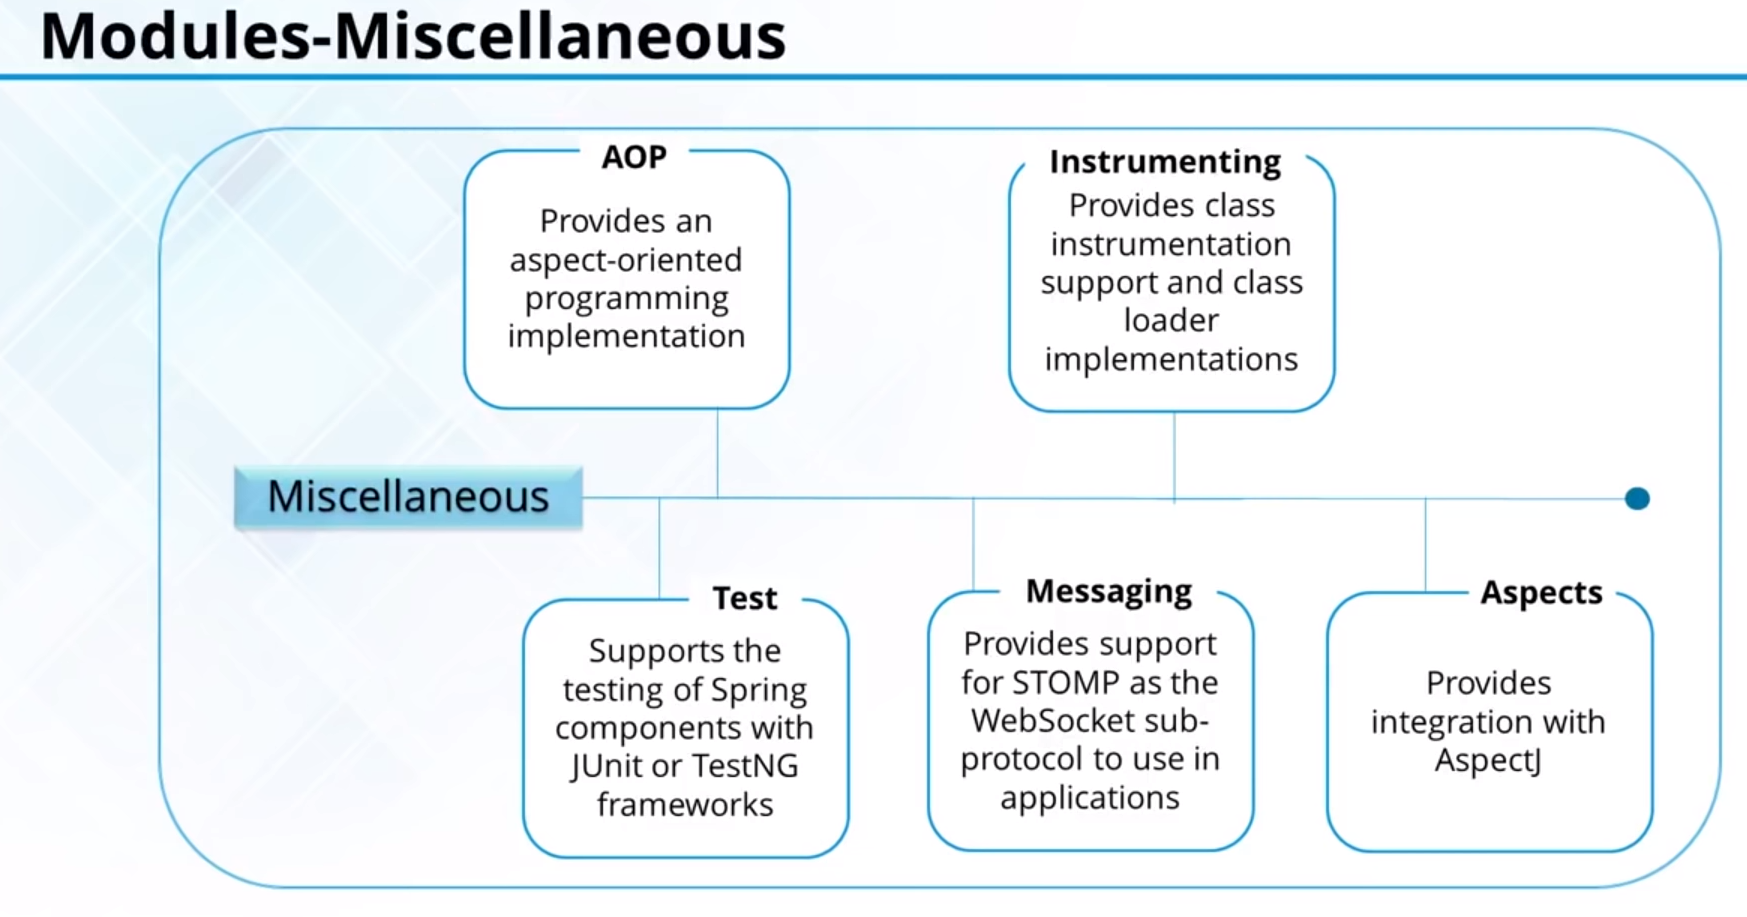 Modules-Miscellaneous
AOP
Provides an
aspect-oriented
programming
implementation
Instrumenting
Provides class
instrumentation
support and class
loader
implementations
Miscellaneous
Test
Supports the
testing of Spring
components with
JUnit or TestNG
frameworks
Messaging
Provides support
for STOMP as the
WebSocket sub-
protocol to use in
applications
Aspects
Provides
integration with
AspectJ